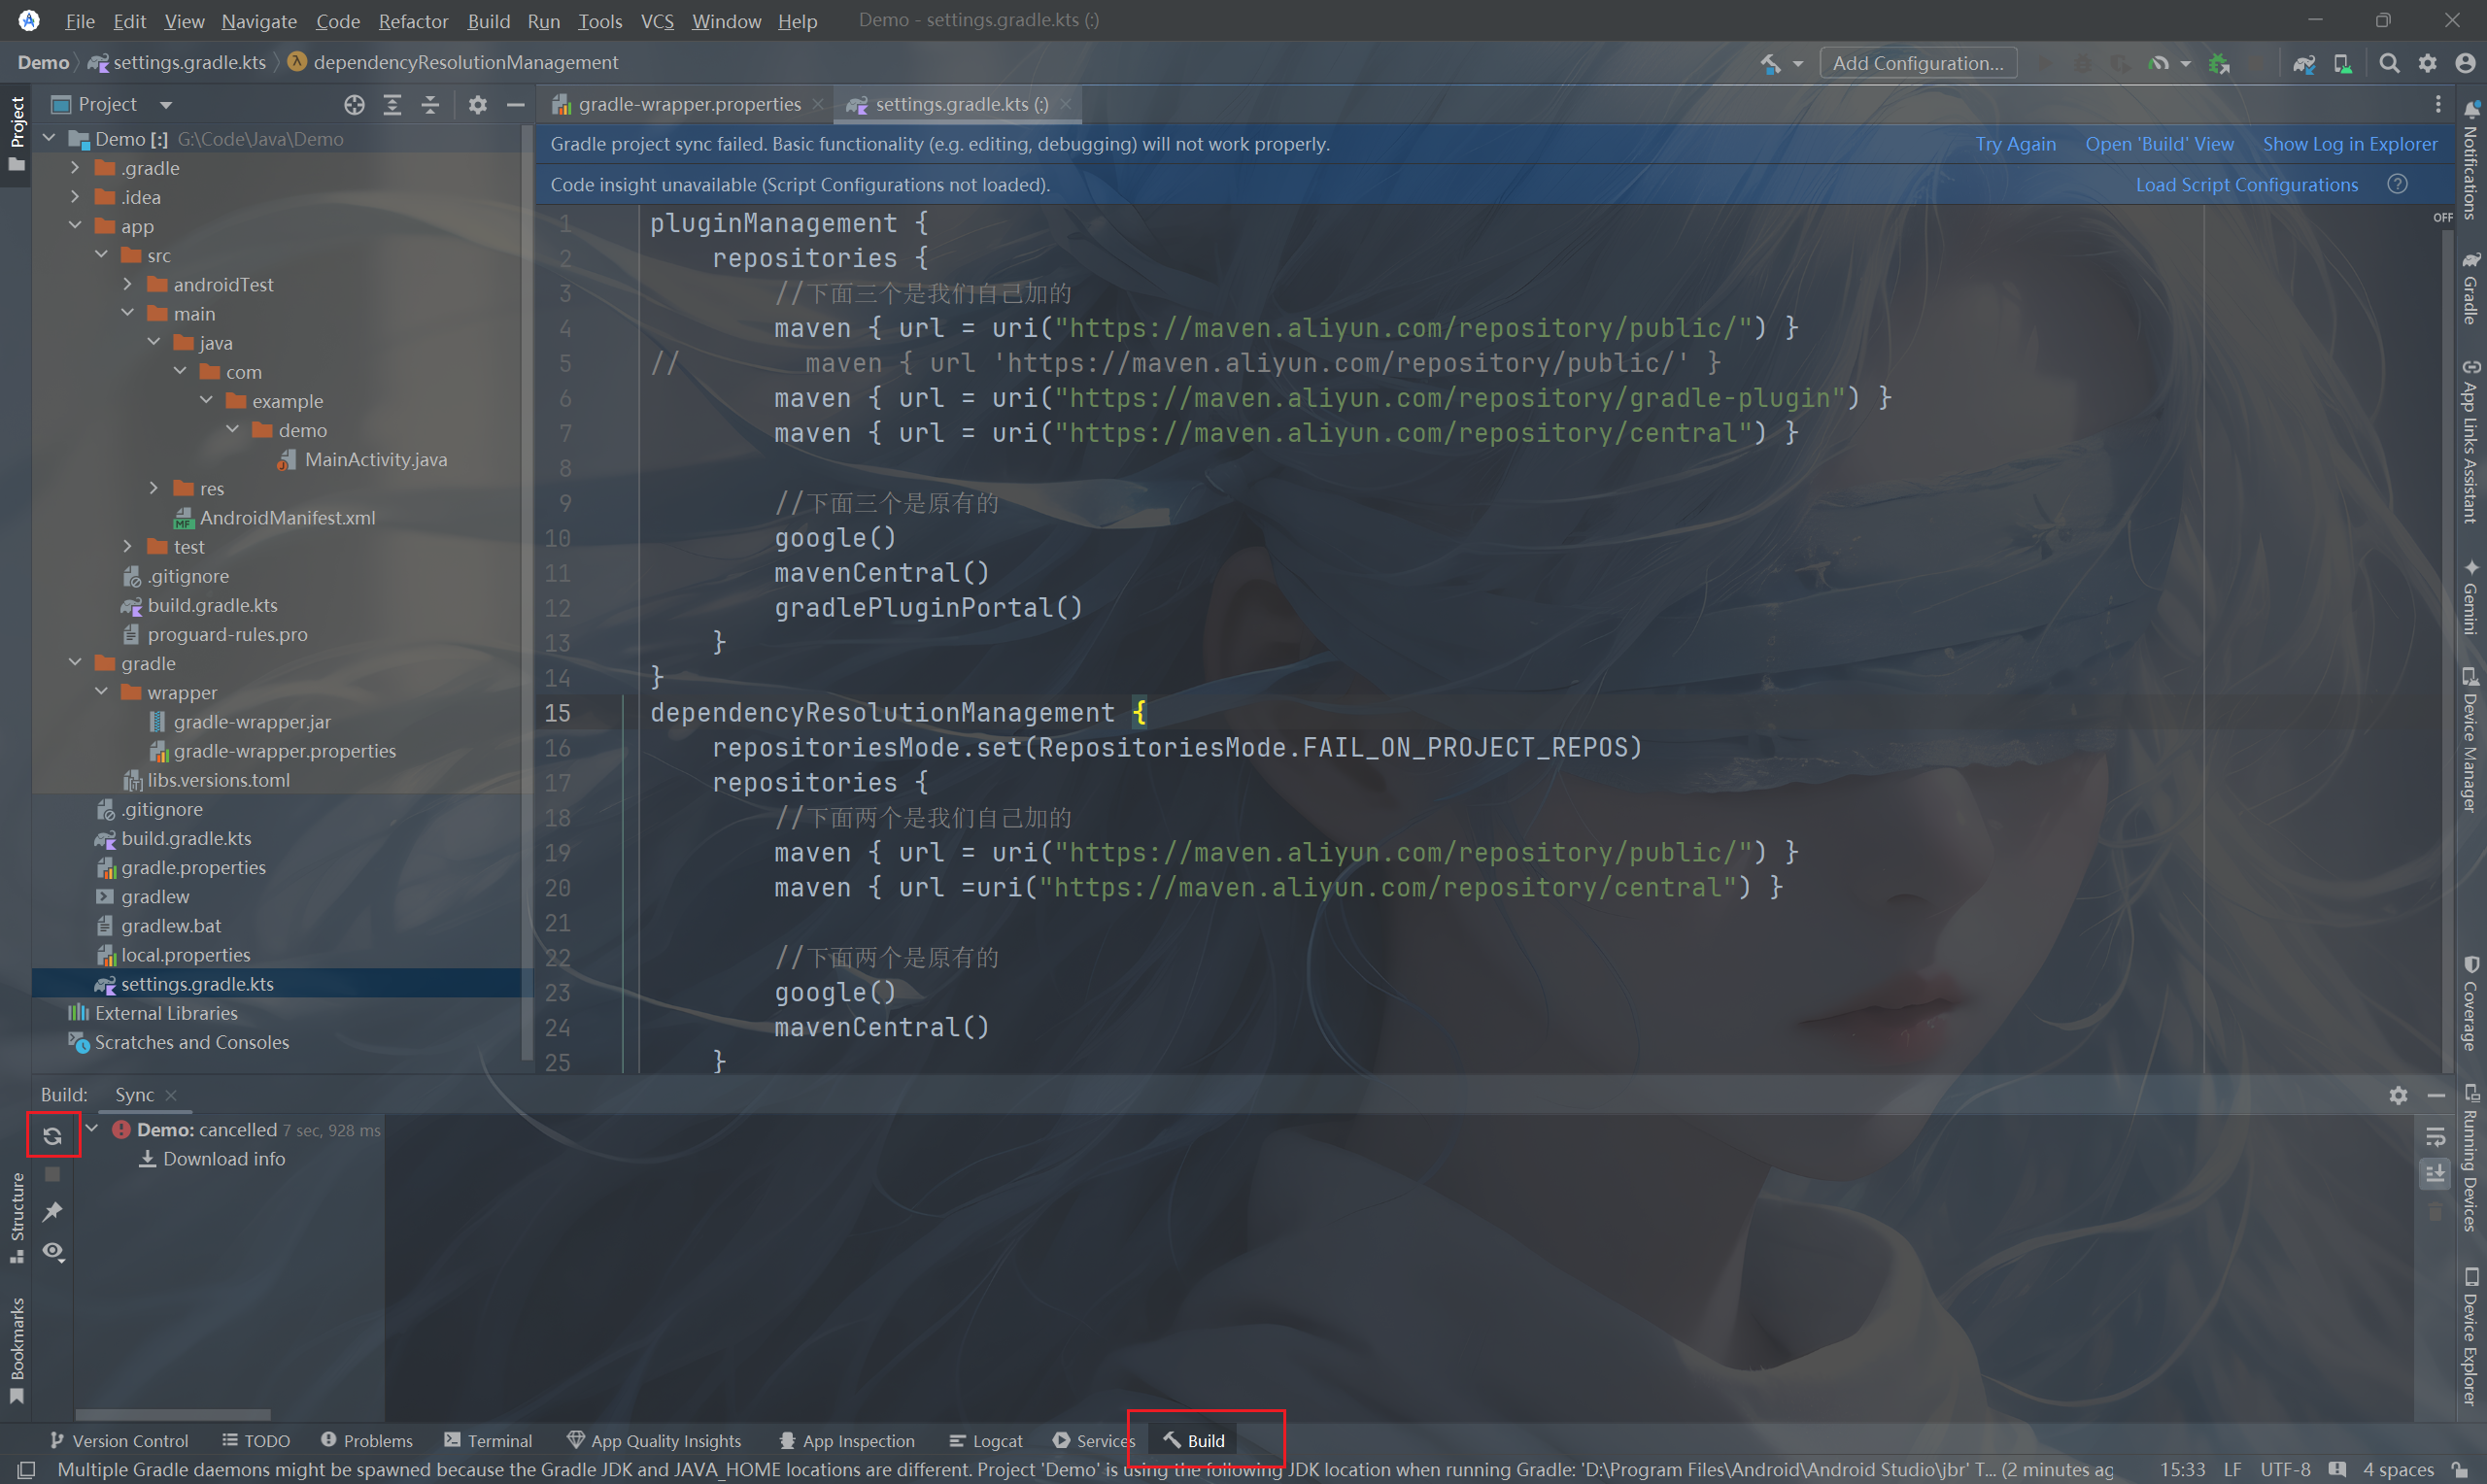 File Edit View Navigate Code Refactor Build Run Tools VCS Window Help Demo - settings.gradle.kts (:)
Demo settings.gradle.kts dependencyResolutionManagement Add Configuration...
Project
Project gradle-wrapper.properties settings.gradle.kts (:)
Demo [:] G:\Code\Java\Demo
.gradle
.idea
app
src
androidTest
main
java
com
example
demo
MainActivity.java
res
AndroidManifest.xml
test
.gitignore
build.gradle.kts
proguard-rules.pro
gradle
wrapper
gradle-wrapper.jar
gradle-wrapper.properties
libs.versions.toml
.gitignore
build.gradle.kts
gradle.properties
gradlew
gradlew.bat
local.properties
settings.gradle.kts
External Libraries
Scratches and Consoles
Gradle project sync failed. Basic functionality (e.g. editing, debugging) will not work properly. Try Again Open 'Build' View Show Log in Explorer
Code insight unavailable (Script Configurations not loaded). Load Script Configurations
OFF
1 pluginManagement {
2 repositories {
3 //下面三个是我们自己加的
4 maven { url = uri("https://maven.aliyun.com/repository/public/") }
5 // maven { url 'https://maven.aliyun.com/repository/public/' }
6 maven { url = uri("https://maven.aliyun.com/repository/gradle-plugin") }
7 maven { url = uri("https://maven.aliyun.com/repository/central") }
8
9 //下面三个是原有的
10 google()
11 mavenCentral()
12 gradlePluginPortal()
13 }
14 }
15 dependencyResolutionManagement {
16 repositoriesMode.set(RepositoriesMode.FAIL_ON_PROJECT_REPOS)
17 repositories {
18 //下面两个是我们自己加的
19 maven { url = uri("https://maven.aliyun.com/repository/public/") }
20 maven { url =uri("https://maven.aliyun.com/repository/central") }
21
22 //下面两个是原有的
23 google()
24 mavenCentral()
25 }
Notifications
Gradle
App Links Assistant
Gemini
Device Manager
Coverage
Running Devices
Device Explorer
Build: Sync
Demo: cancelled 7 sec, 928 ms
Download info
Structure
Bookmarks
Version Control TODO Problems Terminal App Quality Insights App Inspection Logcat Services Build
Multiple Gradle daemons might be spawned because the Gradle JDK and JAVA_HOME locations are different. Project 'Demo' is using the following JDK location when running Gradle: 'D:\Program Files\Android\Android Studio\jbr' T... (2 minutes ag 15:33 LF UTF-8 4 spaces